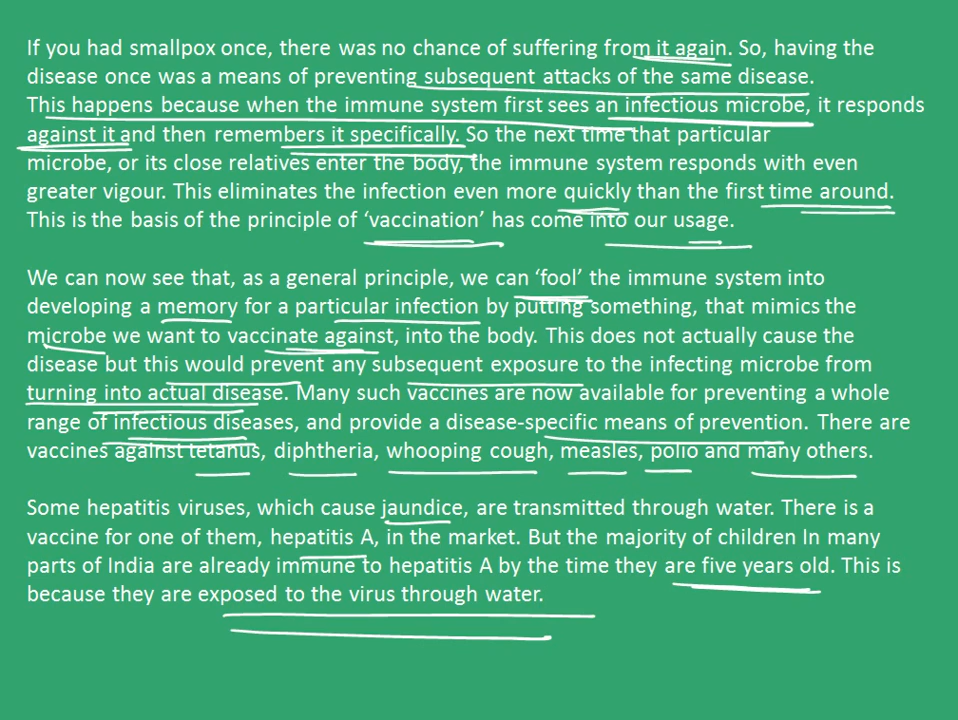 If you had smallpox once, there was no chance of suffering from it again. So, having the
disease once was a means of preventing subsequent attacks of the same disease.
This happens because when the immune system first sees an infectious microbe, it responds
against it and then remembers it specifically. So the next time that particular
microbe, or its close relatives enter the body, the immune system responds with even
greater vigour. This eliminates the infection even more quickly than the first time around.
This is the basis of the principle of ‘vaccination’ has come into our usage.
We can now see that, as a general principle, we can ‘fool’ the immune system into
developing a memory for a particular infection by putting something, that mimics the
microbe we want to vaccinate against, into the body. This does not actually cause the
disease but this would prevent any subsequent exposure to the infecting microbe from
turning into actual disease. Many such vaccines are now available for preventing a whole
range of infectious diseases, and provide a disease-specific means of prevention. There are
vaccines against tetanus, diphtheria, whooping cough, measles, polio and many others.
Some hepatitis viruses, which cause jaundice, are transmitted through water. There is a
vaccine for one of them, hepatitis A, in the market. But the majority of children In many
parts of India are already immune to hepatitis A by the time they are five years old. This is
because they are exposed to the virus through water.